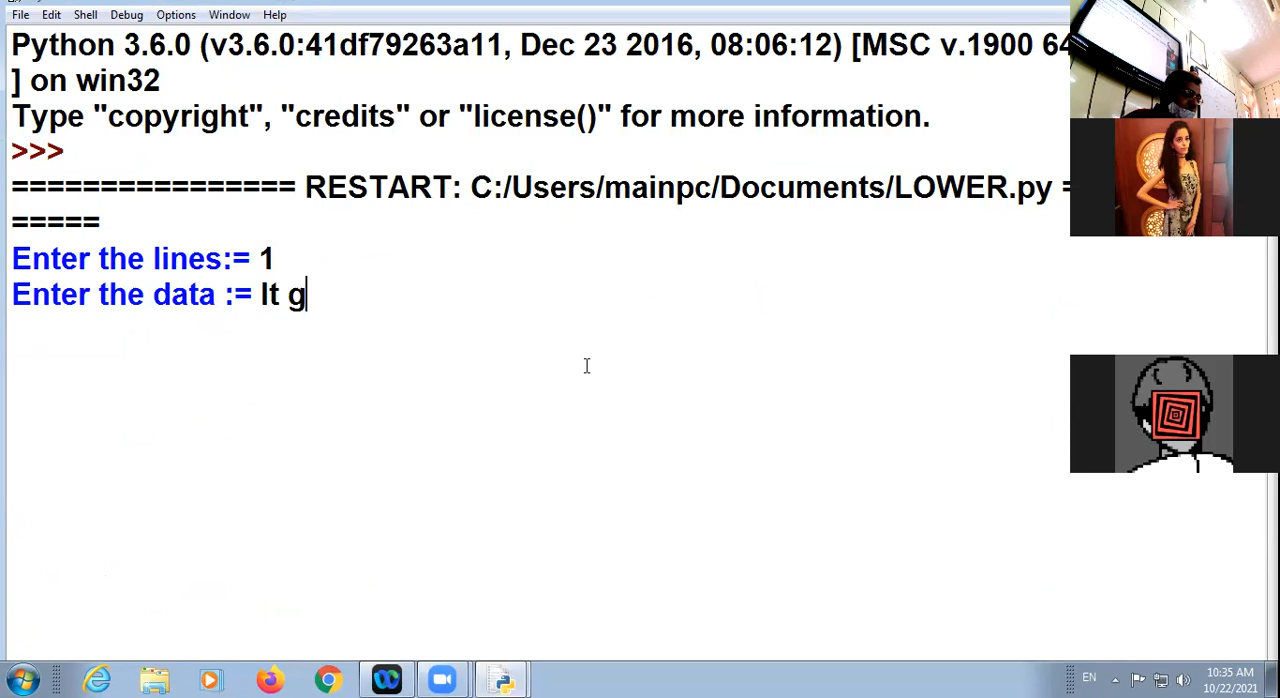 File Edit Shell Debug Options Window Help
Python 3.6.0 (v3.6.0:41df79263a11, Dec 23 2016, 08:06:12) [MSC v.1900 64
] on win32
Type "copyright", "credits" or "license()" for more information.
>>>
================ RESTART: C:/Users/mainpc/Documents/LOWER.py =
=====
Enter the lines:= 1
Enter the data := It g
EN
10:35 AM
10/22/2021